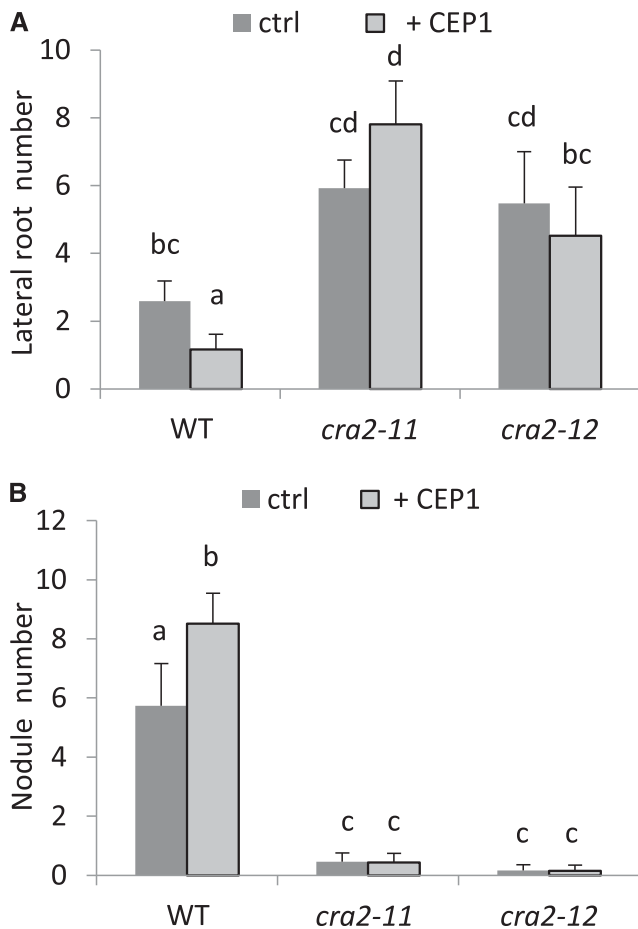 A
ctrl + CEP1
10
8
6
4
2
0
Lateral root number
bc a cd d cd bc
WT cra2-11 cra2-12
B
ctrl + CEP1
12
10
8
6
4
2
0
Nodule number
a b c c c c
WT cra2-11 cra2-12